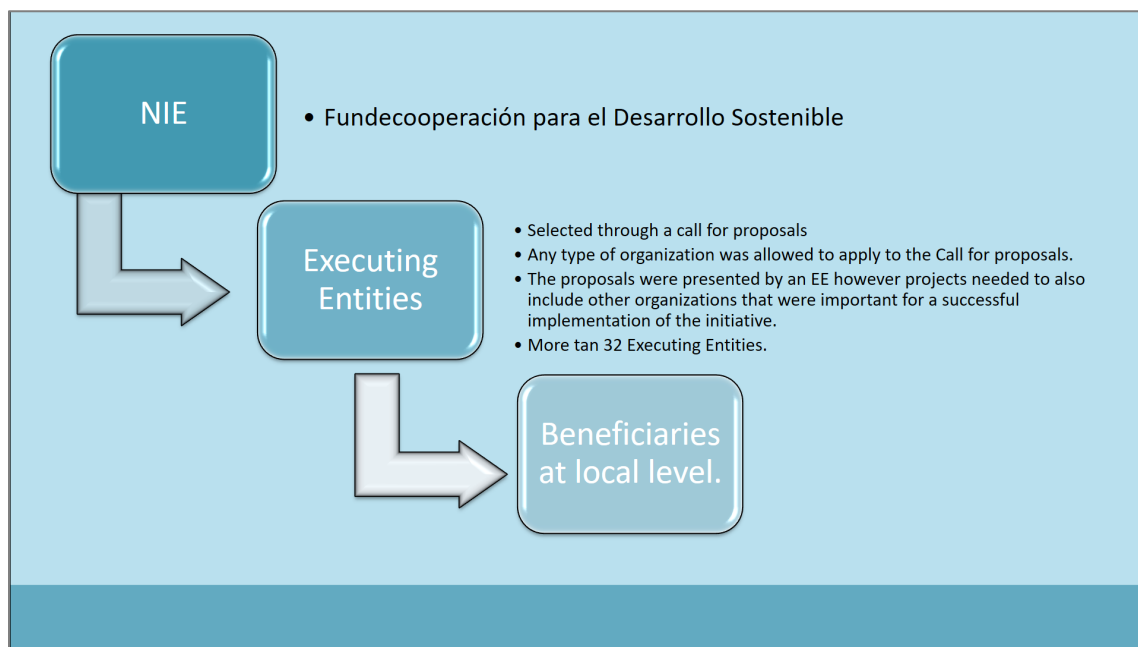 NIE
• Fundecooperación para el Desarrollo Sostenible
Executing
Entities
• Selected through a call for proposals
• Any type of organization was allowed to apply to the Call for proposals.
• The proposals were presented by an EE however projects needed to also
include other organizations that were important for a successful
implementation of the initiative.
• More tan 32 Executing Entities.
Beneficiaries
at local level.